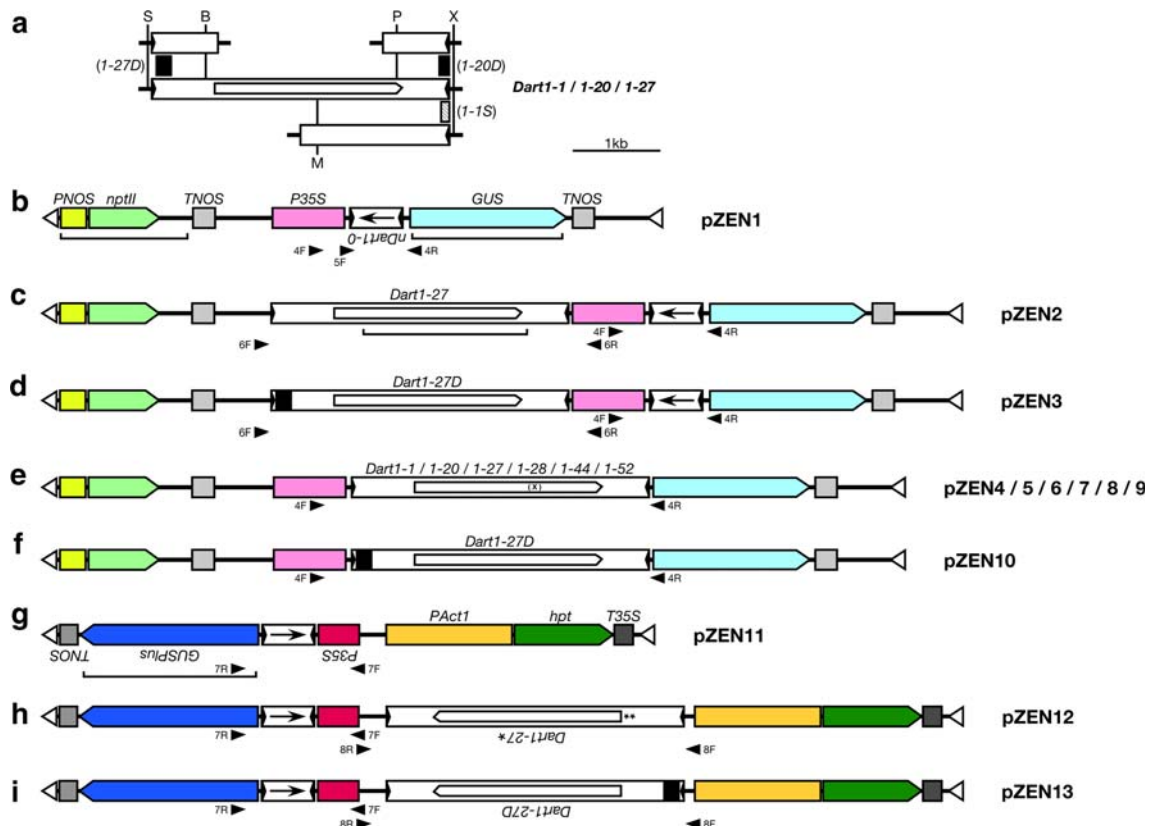 a
S B P X
(1-27D) (1-20D)
Dart1-1 / 1-20 / 1-27
(1-1S)
M
1kb
b
PNOS nptII TNOS P35S GUS TNOS
nDart1-0
pZEN1
4F 5F 4R
c
Dart1-27
pZEN2
4F 4R
6F 6R
d
Dart1-27D
pZEN3
4F 4R
6F 6R
e
Dart1-1 / 1-20 / 1-27 / 1-28 / 1-44 / 1-52
(X)
pZEN4 / 5 / 6 / 7 / 8 / 9
4F 4R
f
Dart1-27D
pZEN10
4F 4R
g
PAct1 hpt T35S
pZEN11
TNOS GUSPlus P35S
7R 7F
h
**
pZEN12
Dart1-27*
7R 7F
8R 8F
i
pZEN13
Dart1-27D
7R 7F
8R 8F